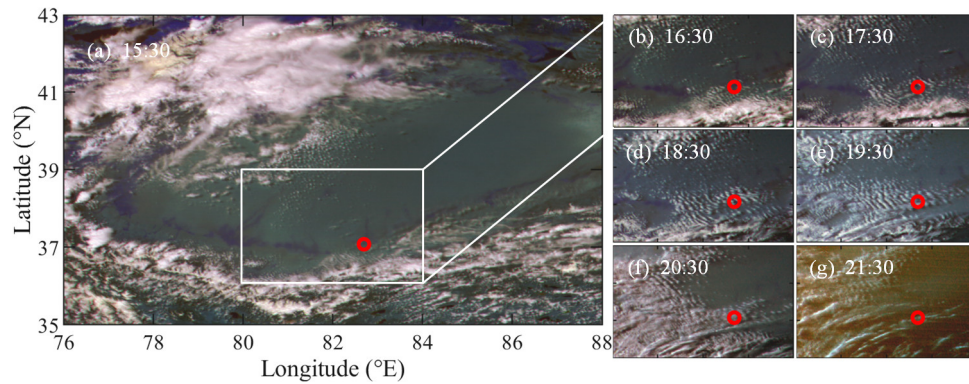 43
41
39
37
35
Latitude (°N)
(a) 15:30
76
78
80
82
84
86
88
Longitude (°E)
(b) 16:30
(c) 17:30
(d) 18:30
(e) 19:30
(f) 20:30
(g) 21:30